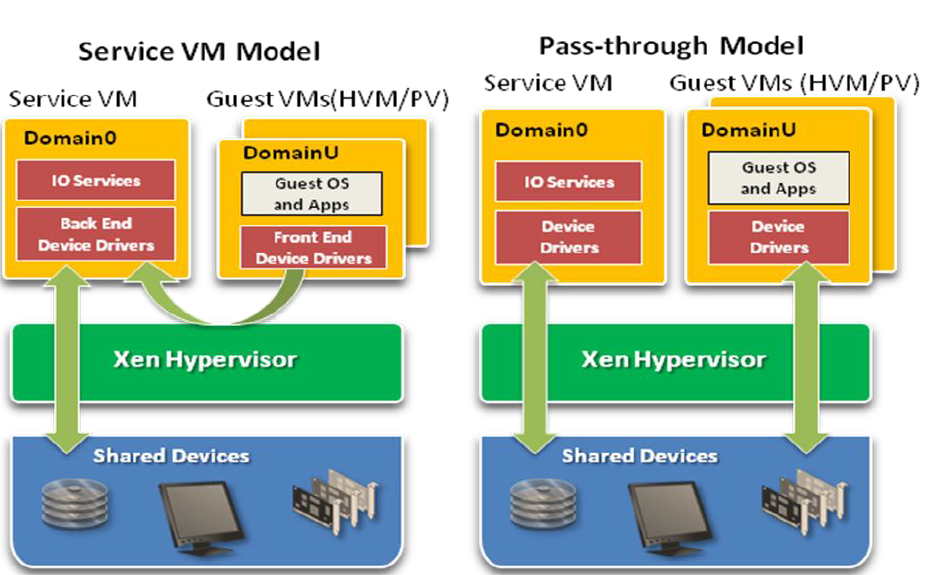 Service VM Model
Service VM
Guest VMs(HVM/PV)
Domain0
IO Services
Back End
Device Drivers
DomainU
Guest OS
and Apps
Front End
Device Drivers
Xen Hypervisor
Shared Devices
Pass-through Model
Service VM
Guest VMs (HVM/PV)
Domain0
IO Services
Device
Drivers
DomainU
Guest OS
and Apps
Device
Drivers
Xen Hypervisor
Shared Devices